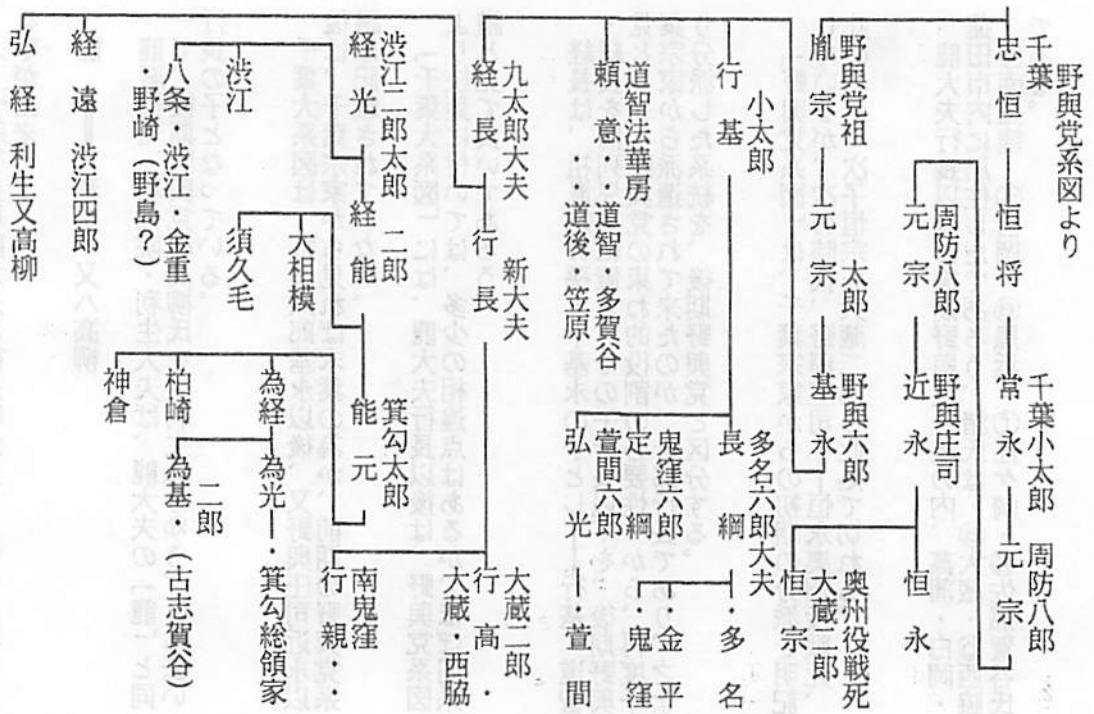 野與党系図より
千葉
忠恒
恒将
千葉小太郎
常永
周防八郎
元宗
周防八郎
元宗
野與庄司
近永
恒永
野與党祖
胤宗
太郎
元宗
野與六郎
基永
奥州役戦死
大蔵二郎
恒宗
小太郎
行基
多名六郎大夫
長綱
・多名
・金平
鬼窪六郎
定綱
・鬼窪
萱間六郎
弘光
・萱間
道智法華房
頼意・道智・多賀谷
・道後・笠原
九太郎大夫
経長
新大夫
行長
大蔵二郎
行高・
大蔵・西脇
南鬼窪
行親・
渋江二郎太郎
経光
二郎
経能
箕勾太郎
能元
為経
為光
・箕勾総領家
二郎
為基・(古志賀谷)
柏崎
神倉
大相模
須久毛
渋江
八条・渋江・金重
・野崎(野島?)
経遠 渋江四郎
弘経 利生又高柳